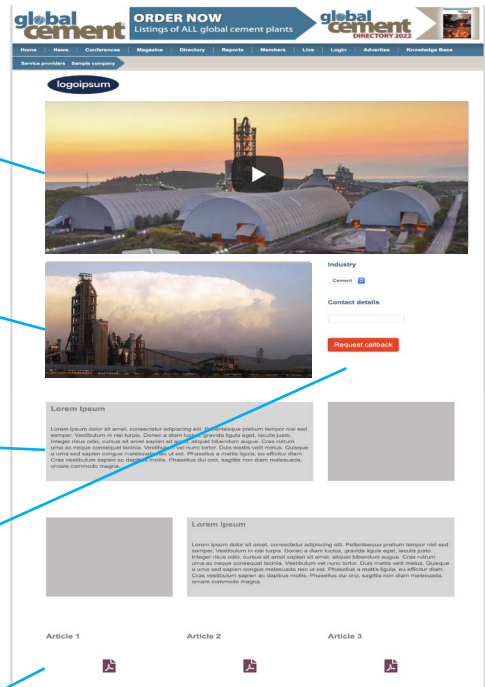 global cement
ORDER NOW
Listings of ALL global cement plants
global cement
DIRECTORY 2022
Home News Conferences Magazine Directory Reports Members Live Login Advertise Knowledge Base
Service providers Sample company
logoipsum
Industry
Cement
Contact details
Request callback
Lorem Ipsum
Lorem ipsum dolor sit amet, consectetur adipiscing elit. Pellentesque pretium tempor nisl sed
semper. Vestibulum in nisi turpis. Donec a diam luctus, gravida ligula eget, iaculis justo.
Integer risus odio, cursus sit amet sapien sit amet, aliquet bibendum augue. Cras rutrum
urna ac neque consequat lacinia. Vestibulum vel nunc tortor. Duis mattis velit metus. Quisque
a urna sed sapien congue malesuada nec ut est. Phasellus a mattis ligula, eu efficitur diam.
Cras vestibulum sapien ac dapibus mollis. Phasellus dui orci, sagittis non diam malesuada,
ornare commodo magna.
Lorem Ipsum
Lorem ipsum dolor sit amet, consectetur adipiscing elit. Pellentesque pretium tempor nisl sed
semper. Vestibulum in nisi turpis. Donec a diam luctus, gravida ligula eget, iaculis justo.
Integer risus odio, cursus sit amet sapien sit amet, aliquet bibendum augue. Cras rutrum
urna ac neque consequat lacinia. Vestibulum vel nunc tortor. Duis mattis velit metus. Quisque
a urna sed sapien congue malesuada nec ut est. Phasellus a mattis ligula, eu efficitur diam.
Cras vestibulum sapien ac dapibus mollis. Phasellus dui orci, sagittis non diam malesuada,
ornare commodo magna.
Article 1 Article 2 Article 3